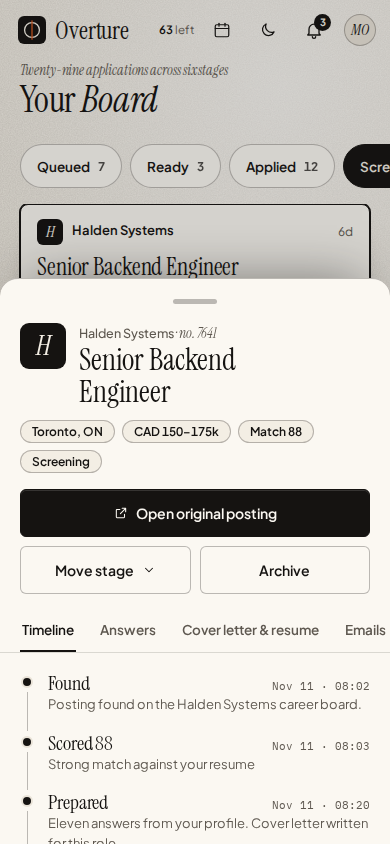 Overture
63 left
3
MO
Twenty-nine applications across six stages
Your Board
Queued 7
Ready 3
Applied 12
Scre
H
Halden Systems
6d
Senior Backend Engineer
H
Halden Systems · no. 7641
Senior Backend
Engineer
Toronto, ON
CAD 150–175k
Match 88
Screening
Open original posting
Move stage
Archive
Timeline
Answers
Cover letter & resume
Emails
Found
Nov 11 · 08:02
Posting found on the Halden Systems career board.
Scored 88
Nov 11 · 08:03
Strong match against your resume
Prepared
Nov 11 · 08:20
Eleven answers from your profile. Cover letter written
for this role.